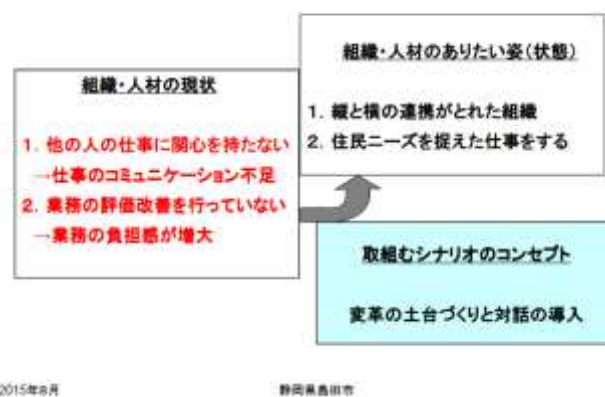 組織・人材の現状
1. 他の人の仕事に関心を持たない
→仕事のコミュニケーション不足
2. 業務の評価改善を行っていない
→業務の負担感が増大
組織・人材のありたい姿(状態)
1. 縦と横の連携がとれた組織
2. 住民ニーズを捉えた仕事をする
取組むシナリオのコンセプト
変革の土台づくりと対話の導入
2015年8月
静岡県島田市